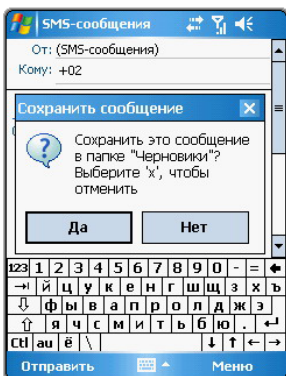 SMS-сообщения
От: (SMS-сообщения)
Кому: +02
Сохранить сообщение
Сохранить это сообщение
в папке "Черновики"?
Выберите 'x', чтобы
отменить
Да Нет
123 1 2 3 4 5 6 7 8 9 0 - =
й ц у к е н г ш щ з х ъ
ф ы в а п р о л д ж э
я ч с м и т ь б ю .
Ctl аü ё \
Отправить Меню